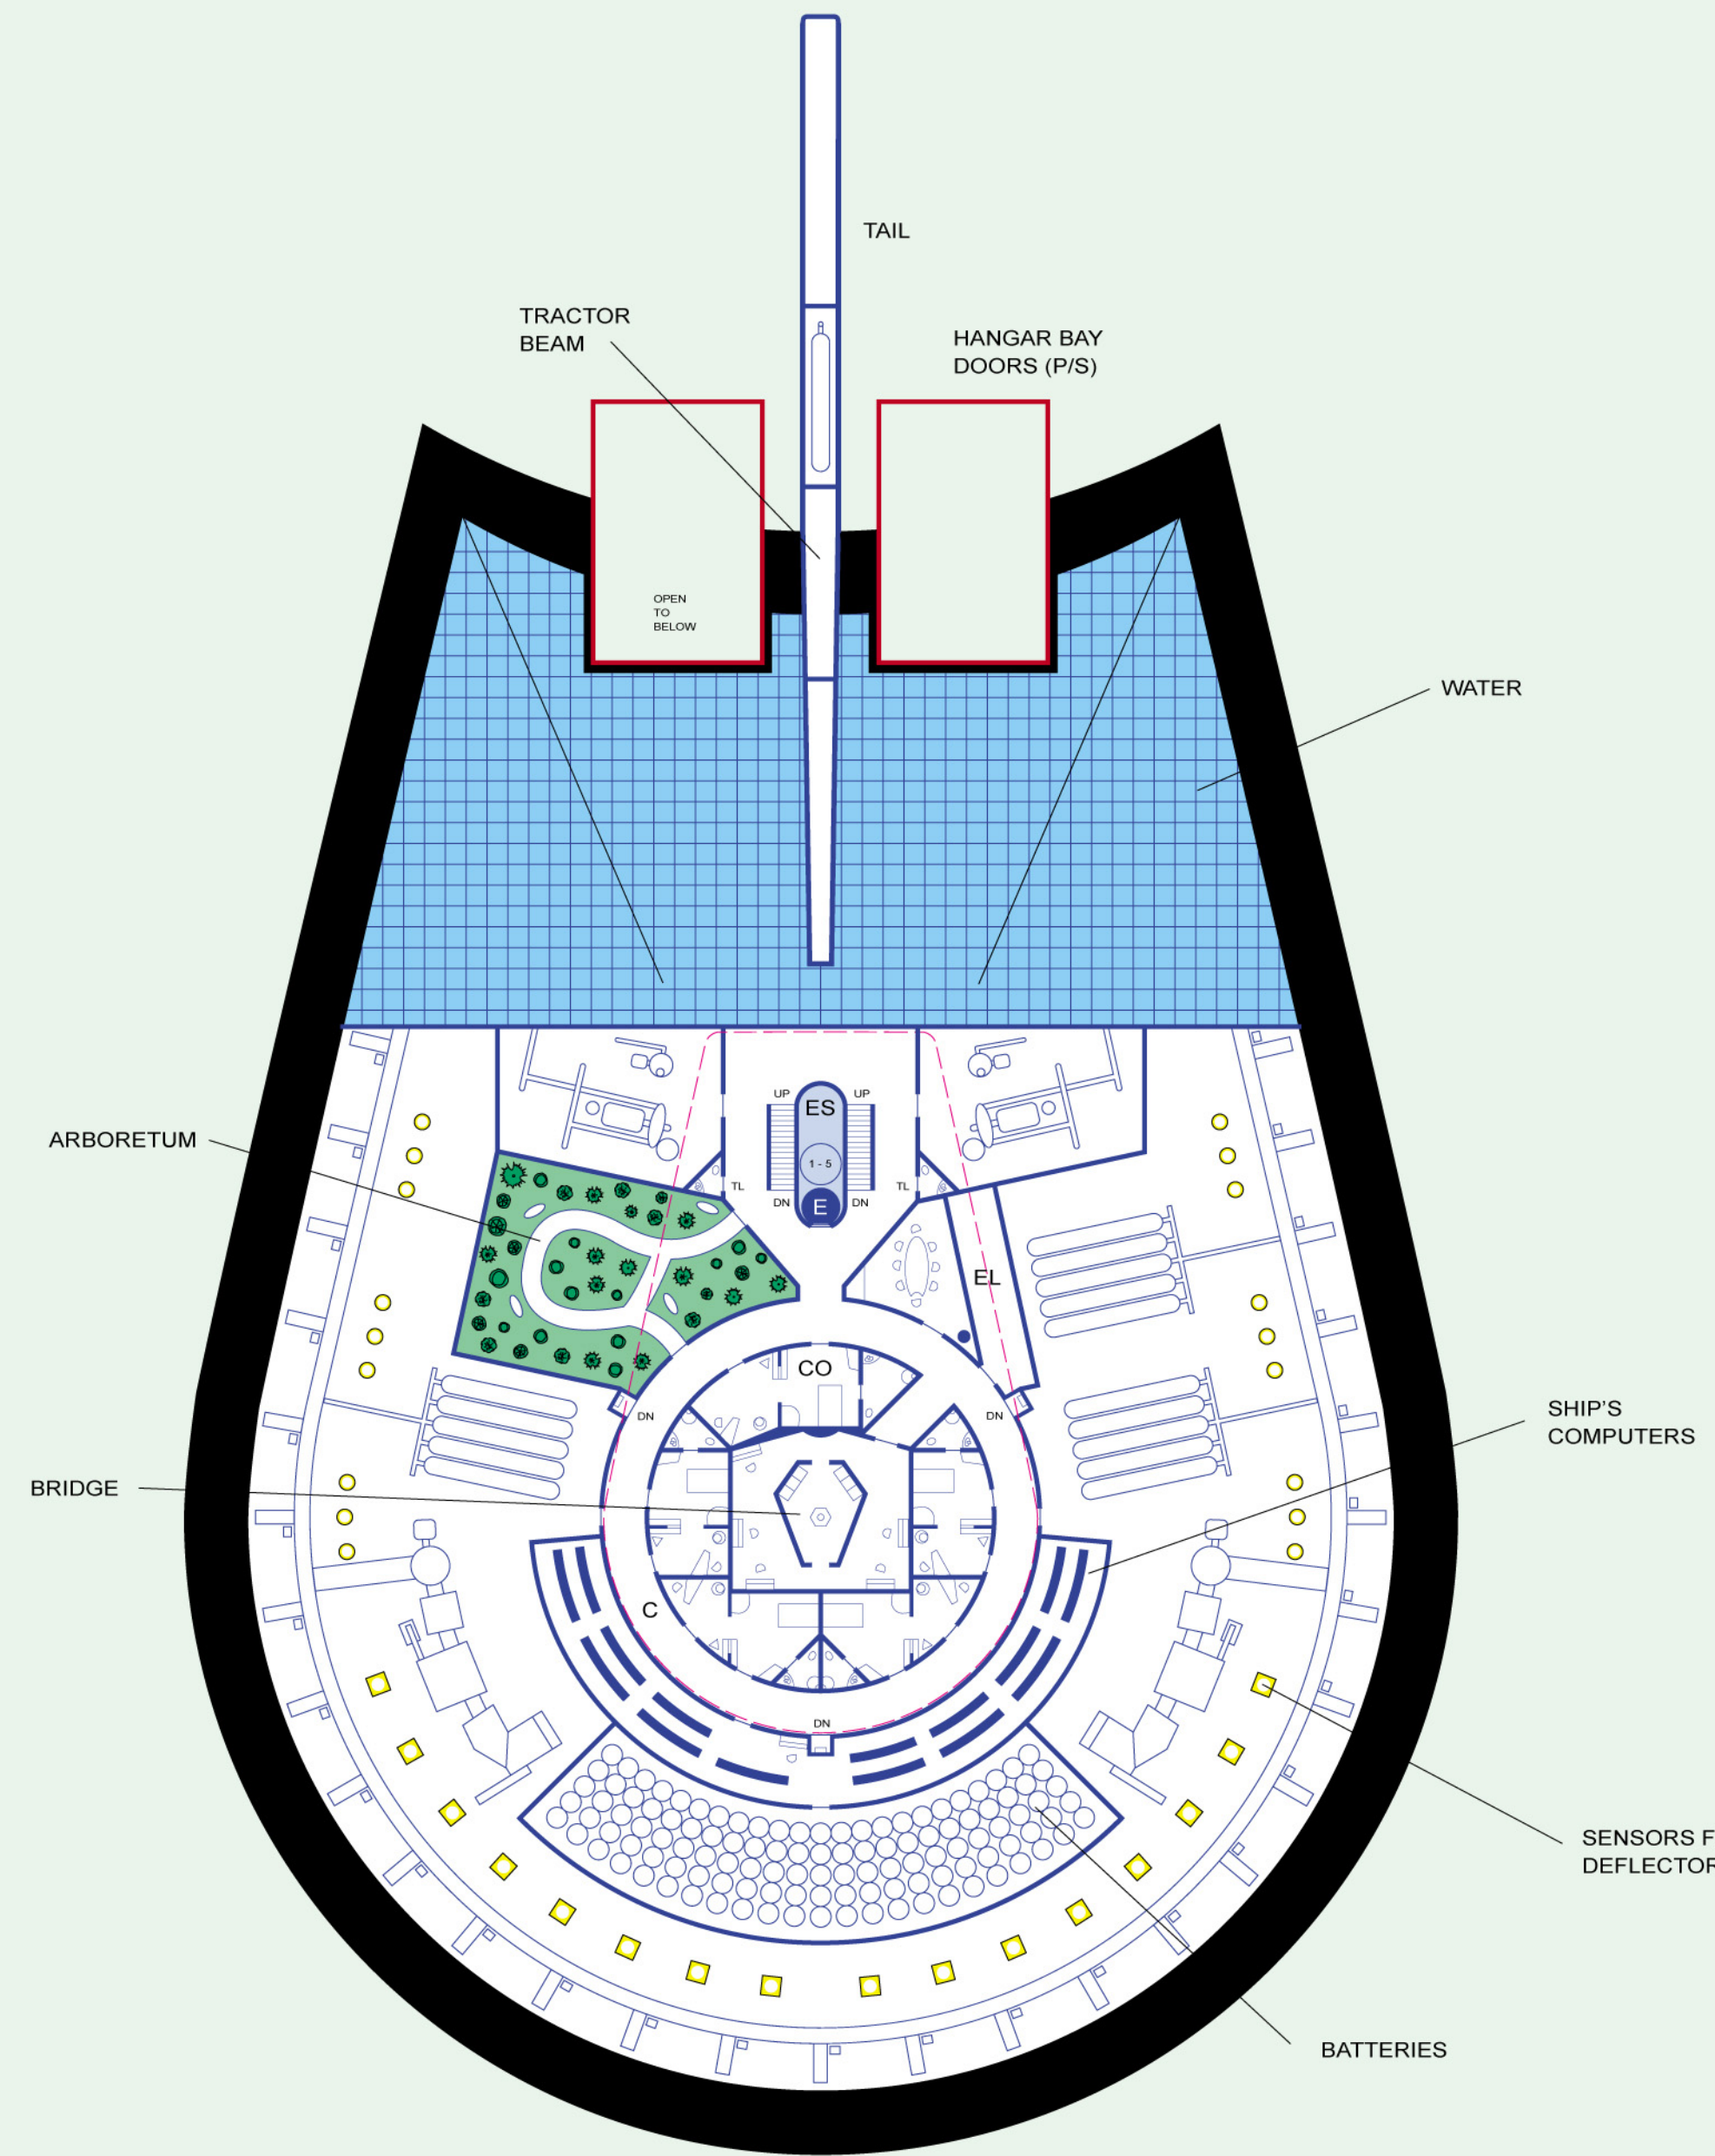 TAIL
TRACTOR
BEAM
HANGAR BAY
DOORS (P/S)
OPEN
TO
BELOW
WATER
UP
UP
ES
1 - 5
TL
TL
DN
DN
E
ARBORETUM
EL
CO
DN
DN
SHIP'S
COMPUTERS
BRIDGE
C
DN
SENSORS F
DEFLECTOR
BATTERIES